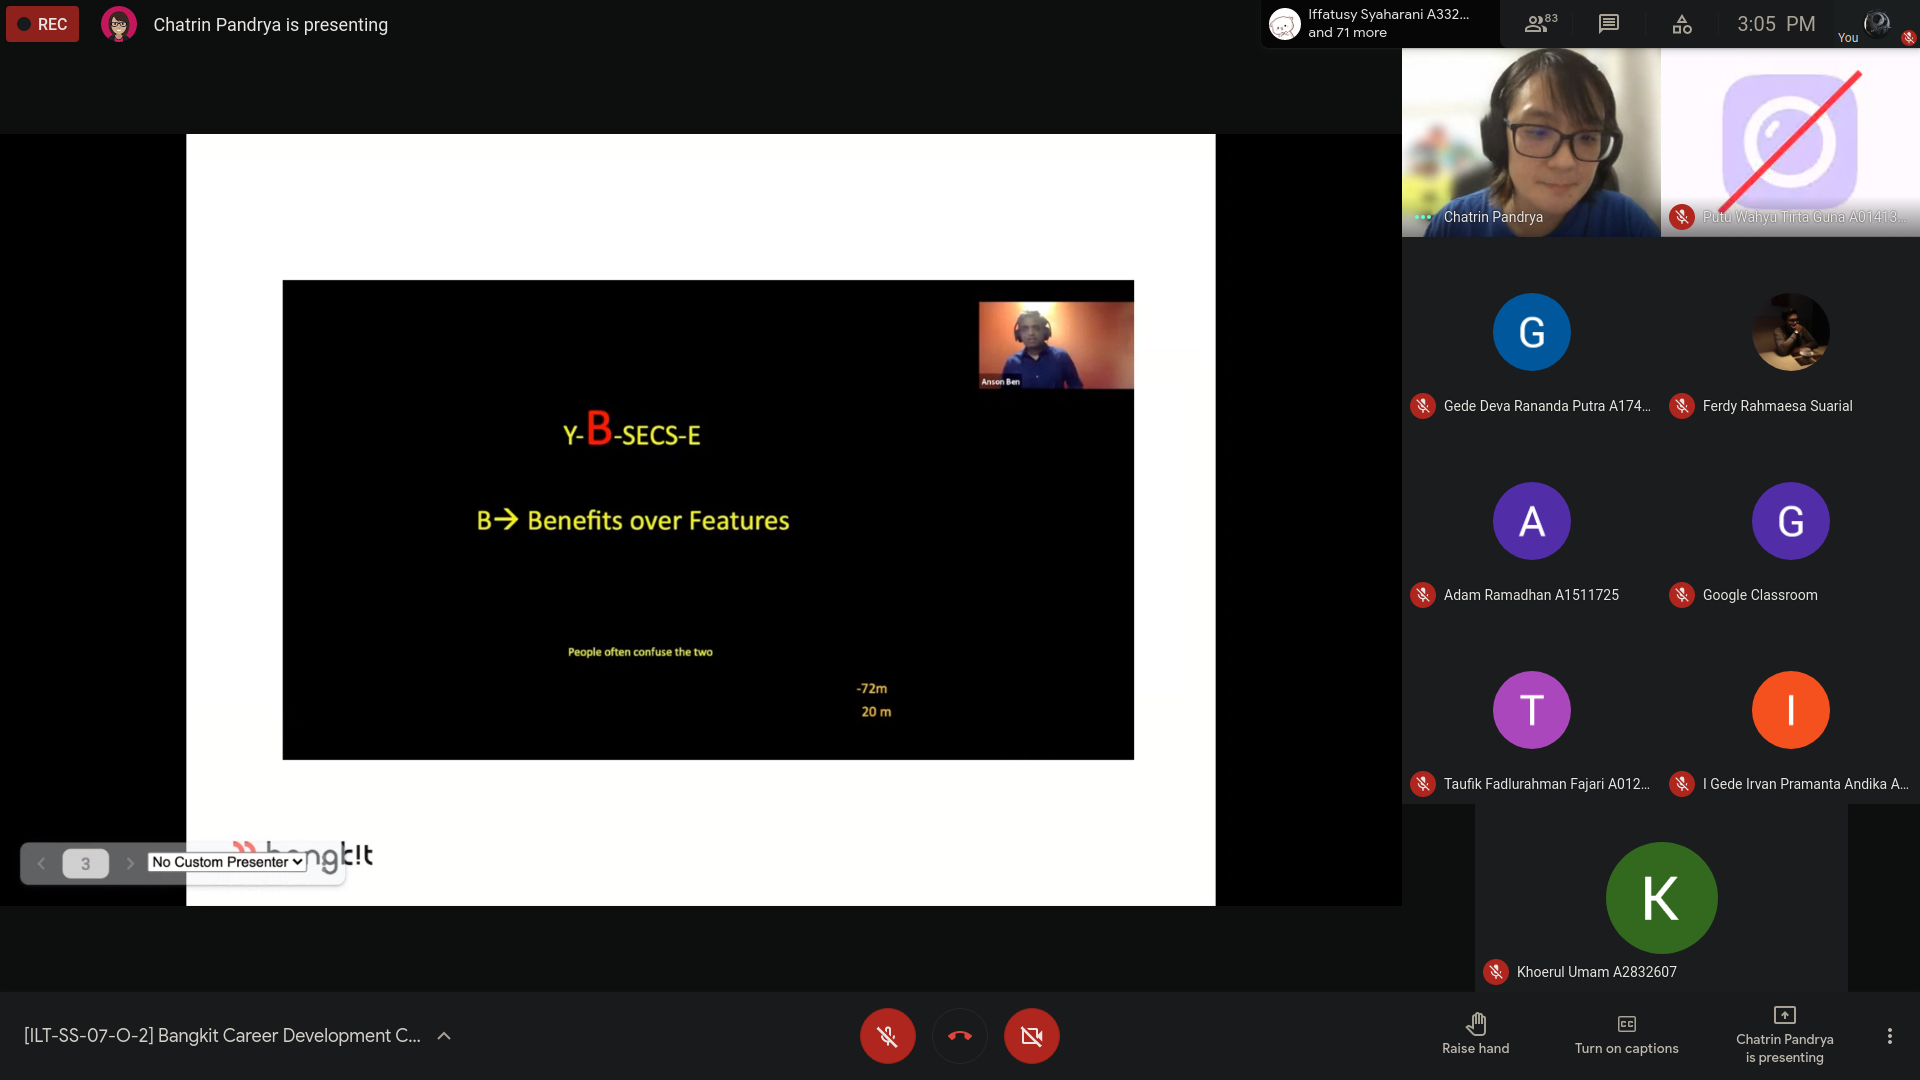 REC
Chatrin Pandrya is presenting
Iffatusy Syaharani A332...
and 71 more
83
3:05 PM
You
Chatrin Pandrya
Putu Wahyu Tirta Guna A01413...
Anson Ben
Y-B-SECS-E
B→ Benefits over Features
People often confuse the two
-72m
20 m
G
Gede Deva Rananda Putra A174...
Ferdy Rahmaesa Suarial
A
G
Adam Ramadhan A1511725
Google Classroom
T
I
Taufik Fadlurahman Fajari A012...
I Gede Irvan Pramanta Andika A...
K
Khoerul Umam A2832607
3
No Custom Presenter
bangk!t
[ILT-SS-07-O-2] Bangkit Career Development C...
Raise hand
CC
Turn on captions
Chatrin Pandrya
is presenting